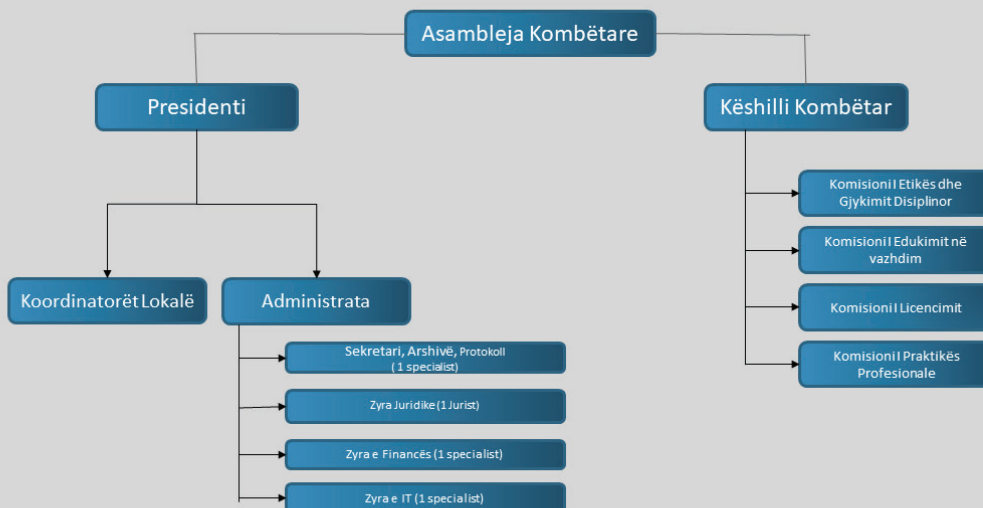 Asambleja Kombëtare
Presidenti
Këshilli Kombëtar
Komisioni I Etikës dhe
Gjykimit Disiplinor
Komisioni I Edukimit në
vazhdim
Komisioni I Licencimit
Komisioni I Praktikës
Profesionale
Koordinatorët Lokalë
Administrata
Sekretari, Arshivë, Protokoll
( 1 specialist)
Zyra Juridike (1 Jurist)
Zyra e Financës (1 specialist)
Zyra e IT (1 specialist)